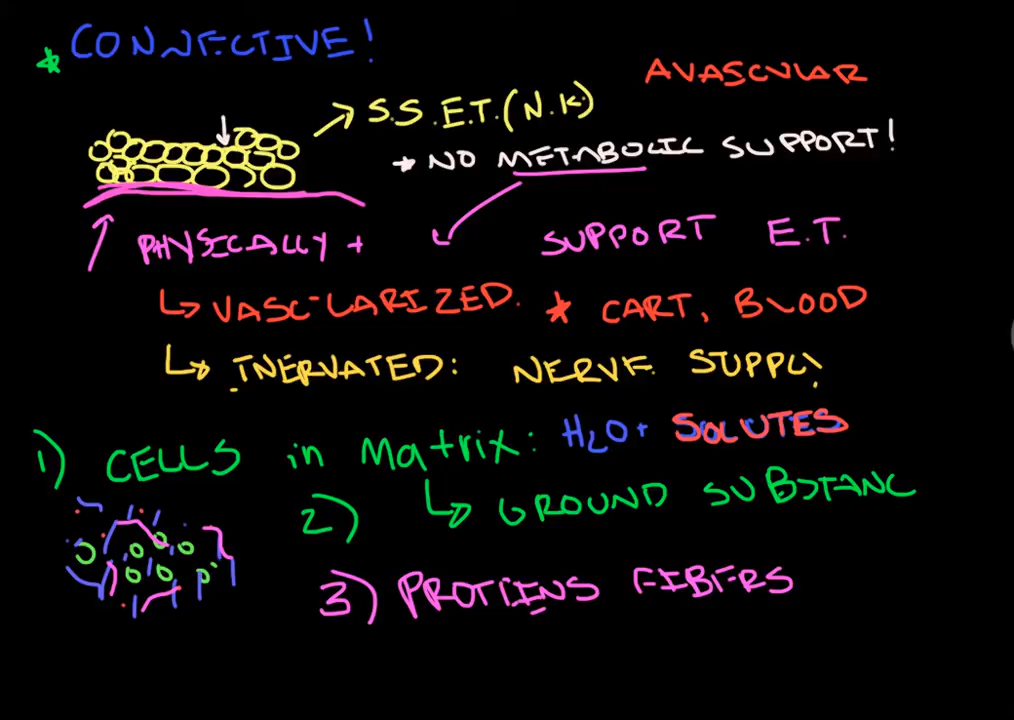 * CONNECTIVE!
AVASCULAR
→ S.S.E.T. (N.K)
* NO METABOLIC SUPPORT!
PHYSICALLY + SUPPORT E.T.
↳ VASCULARIZED. * CART, BLOOD
↳ INERVATED: NERVE SUPPLY
1) CELLS in Matrix: H2O + SOLUTES
2) ↳ GROUND SUBSTANC
3) PROTEINS FIBERS